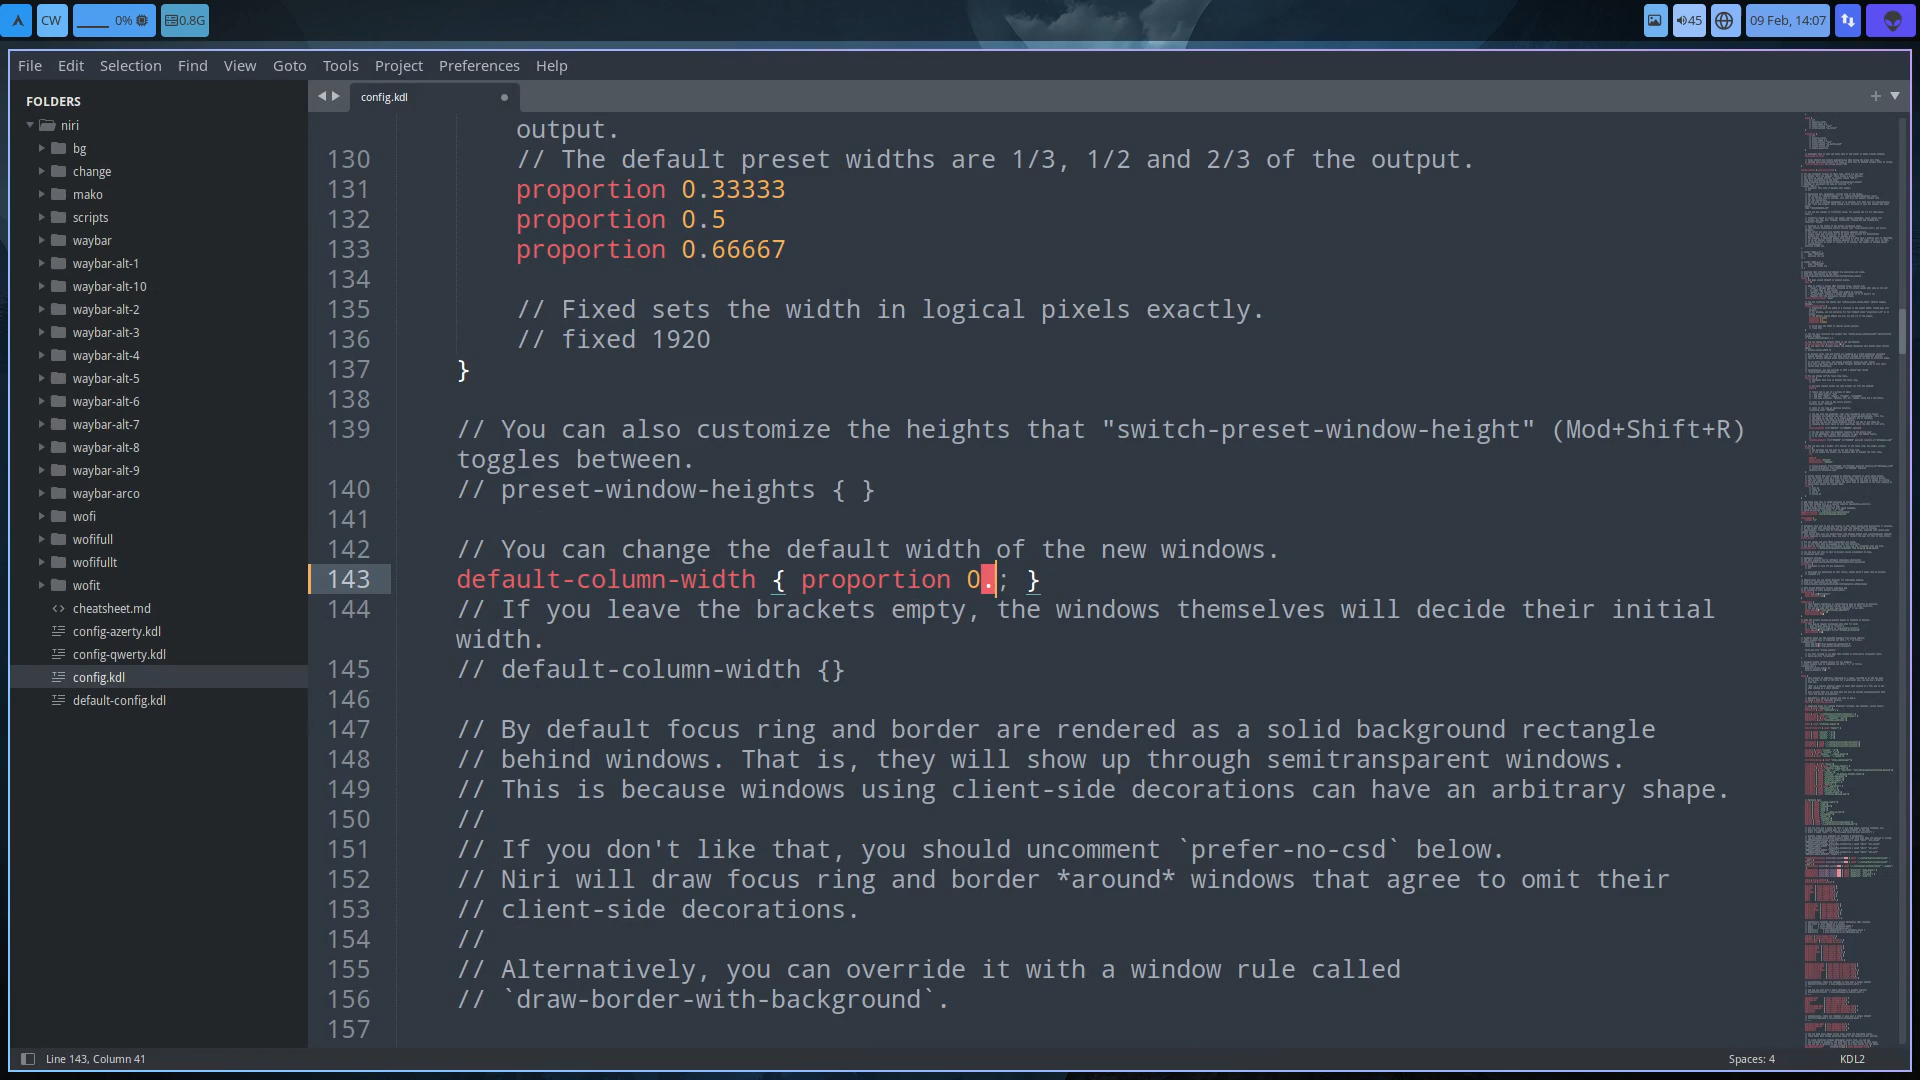 CW
0%
0.8G
45
09 Feb, 14:07
File Edit Selection Find View Goto Tools Project Preferences Help
FOLDERS
niri
bg
change
mako
scripts
waybar
waybar-alt-1
waybar-alt-10
waybar-alt-2
waybar-alt-3
waybar-alt-4
waybar-alt-5
waybar-alt-6
waybar-alt-7
waybar-alt-8
waybar-alt-9
waybar-arco
wofi
wofifull
wofifullt
wofit
cheatsheet.md
config-azerty.kdl
config-qwerty.kdl
config.kdl
default-config.kdl
config.kdl
output.
130 // The default preset widths are 1/3, 1/2 and 2/3 of the output.
131 proportion 0.33333
132 proportion 0.5
133 proportion 0.66667
134
135 // Fixed sets the width in logical pixels exactly.
136 // fixed 1920
137 }
138
139 // You can also customize the heights that "switch-preset-window-height" (Mod+Shift+R)
toggles between.
140 // preset-window-heights { }
141
142 // You can change the default width of the new windows.
143 default-column-width { proportion 0.; }
144 // If you leave the brackets empty, the windows themselves will decide their initial
width.
145 // default-column-width {}
146
147 // By default focus ring and border are rendered as a solid background rectangle
148 // behind windows. That is, they will show up through semitransparent windows.
149 // This is because windows using client-side decorations can have an arbitrary shape.
150 //
151 // If you don't like that, you should uncomment `prefer-no-csd` below.
152 // Niri will draw focus ring and border *around* windows that agree to omit their
153 // client-side decorations.
154 //
155 // Alternatively, you can override it with a window rule called
156 // `draw-border-with-background`.
157
Line 143, Column 41
Spaces: 4
KDL2